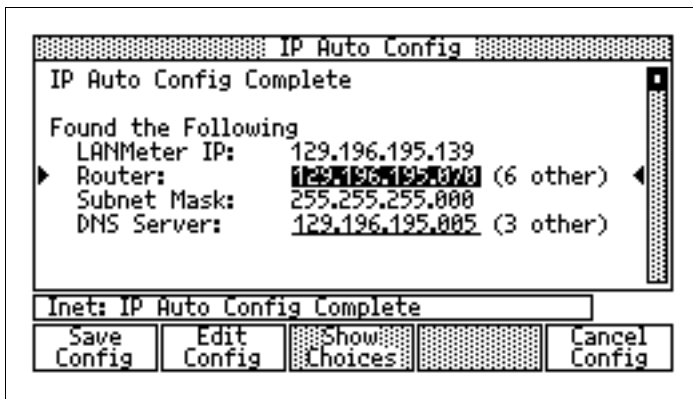 IP Auto Config
IP Auto Config Complete
Found the Following
LANMeter IP: 129.196.195.139
Router: 129.196.195.070 (6 other)
Subnet Mask: 255.255.255.000
DNS Server: 129.196.195.005 (3 other)
Inet: IP Auto Config Complete
Save Config
Edit Config
Show Choices
Cancel Config